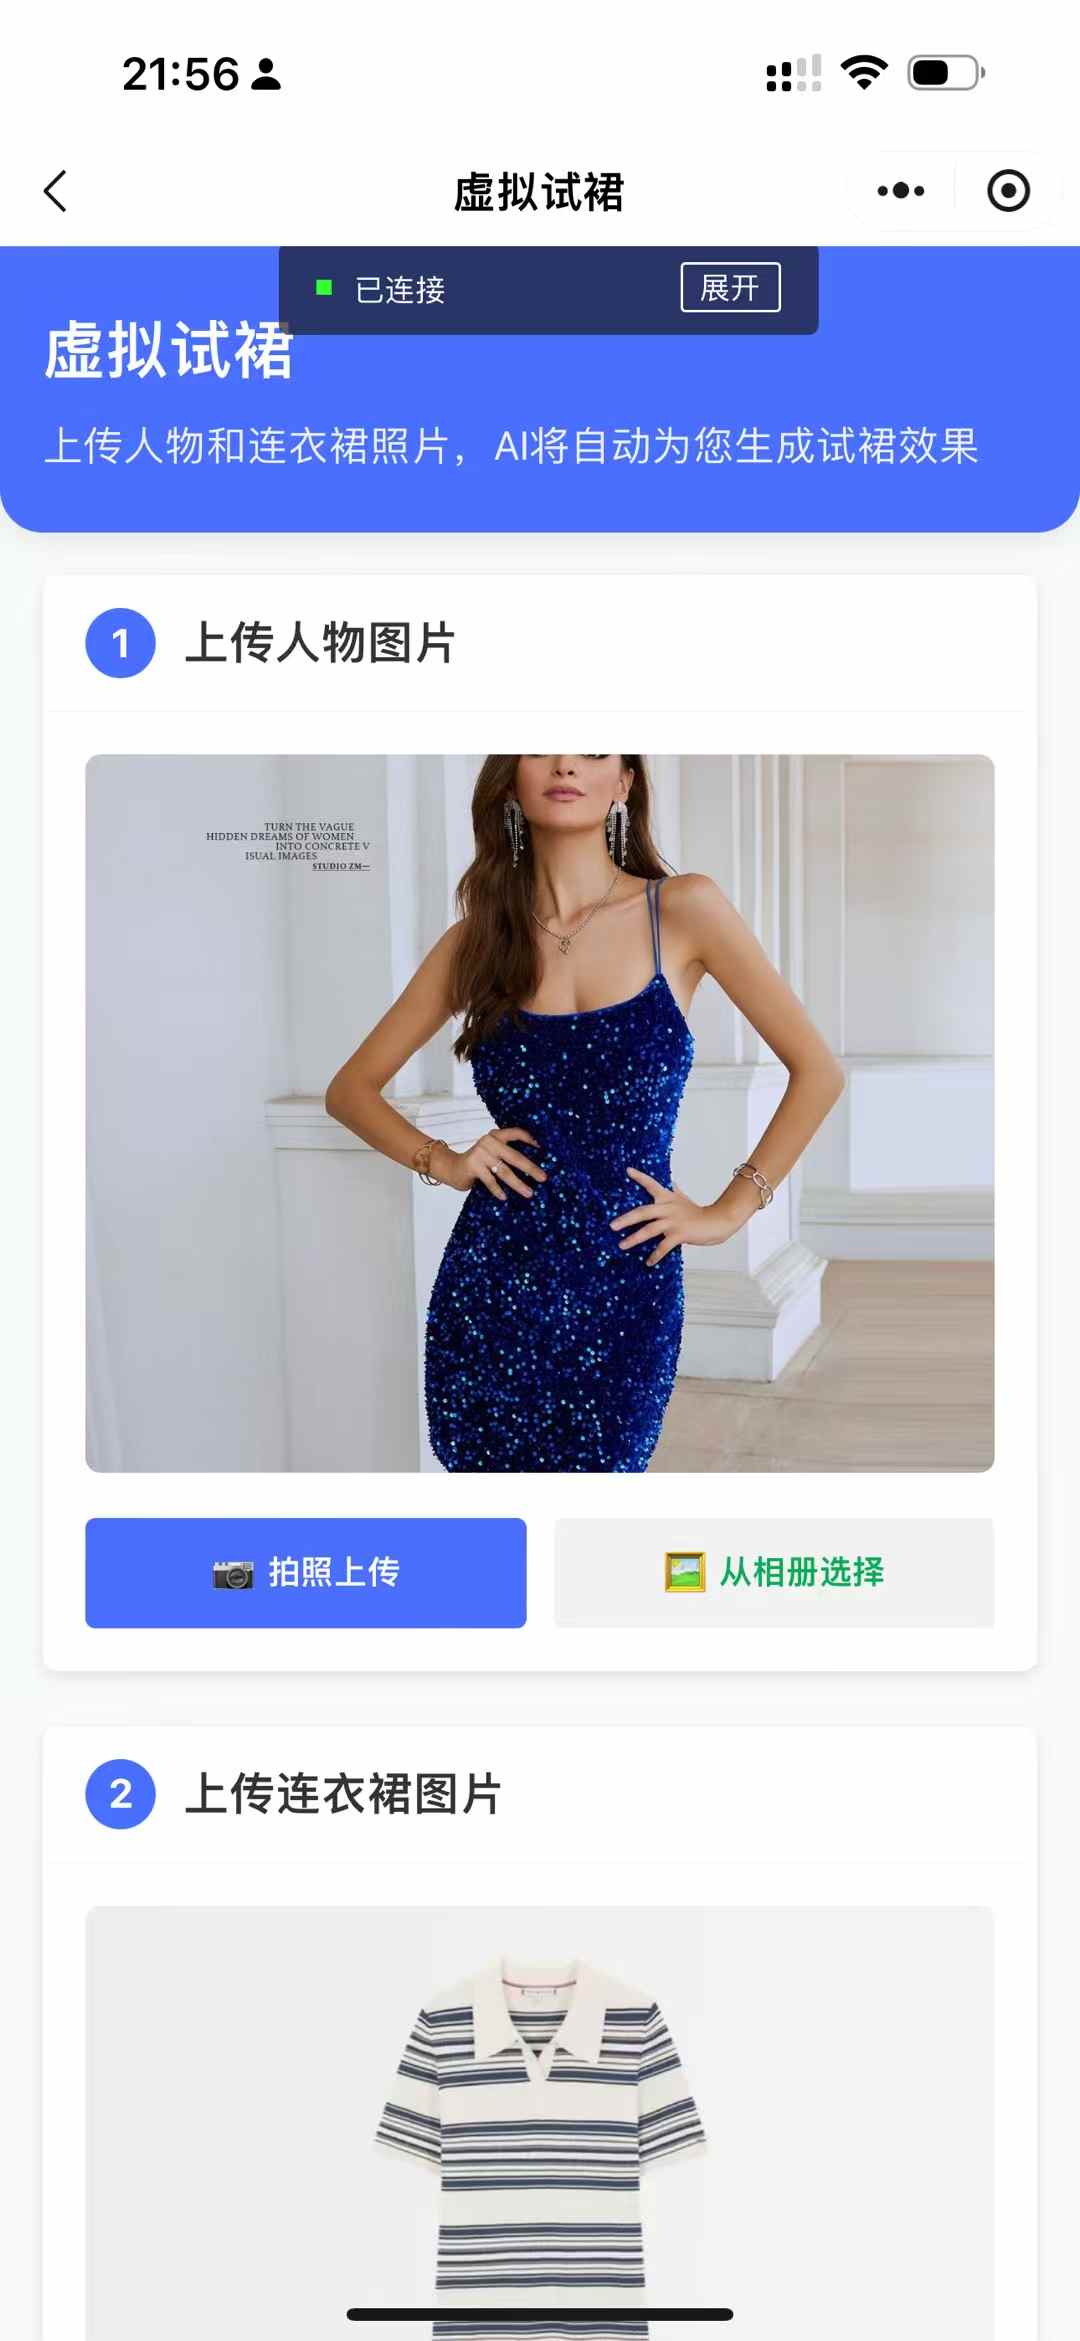 21:56
虚拟试裙
已连接
展开
虚拟试裙
上传人物和连衣裙照片，AI将自动为您生成试裙效果
1 上传人物图片
TURN THE VAGUE
HIDDEN DREAMS OF WOMEN
INTO CONCRETE V
ISUAL IMAGES
STUDIO ZM—
拍照上传
从相册选择
2 上传连衣裙图片